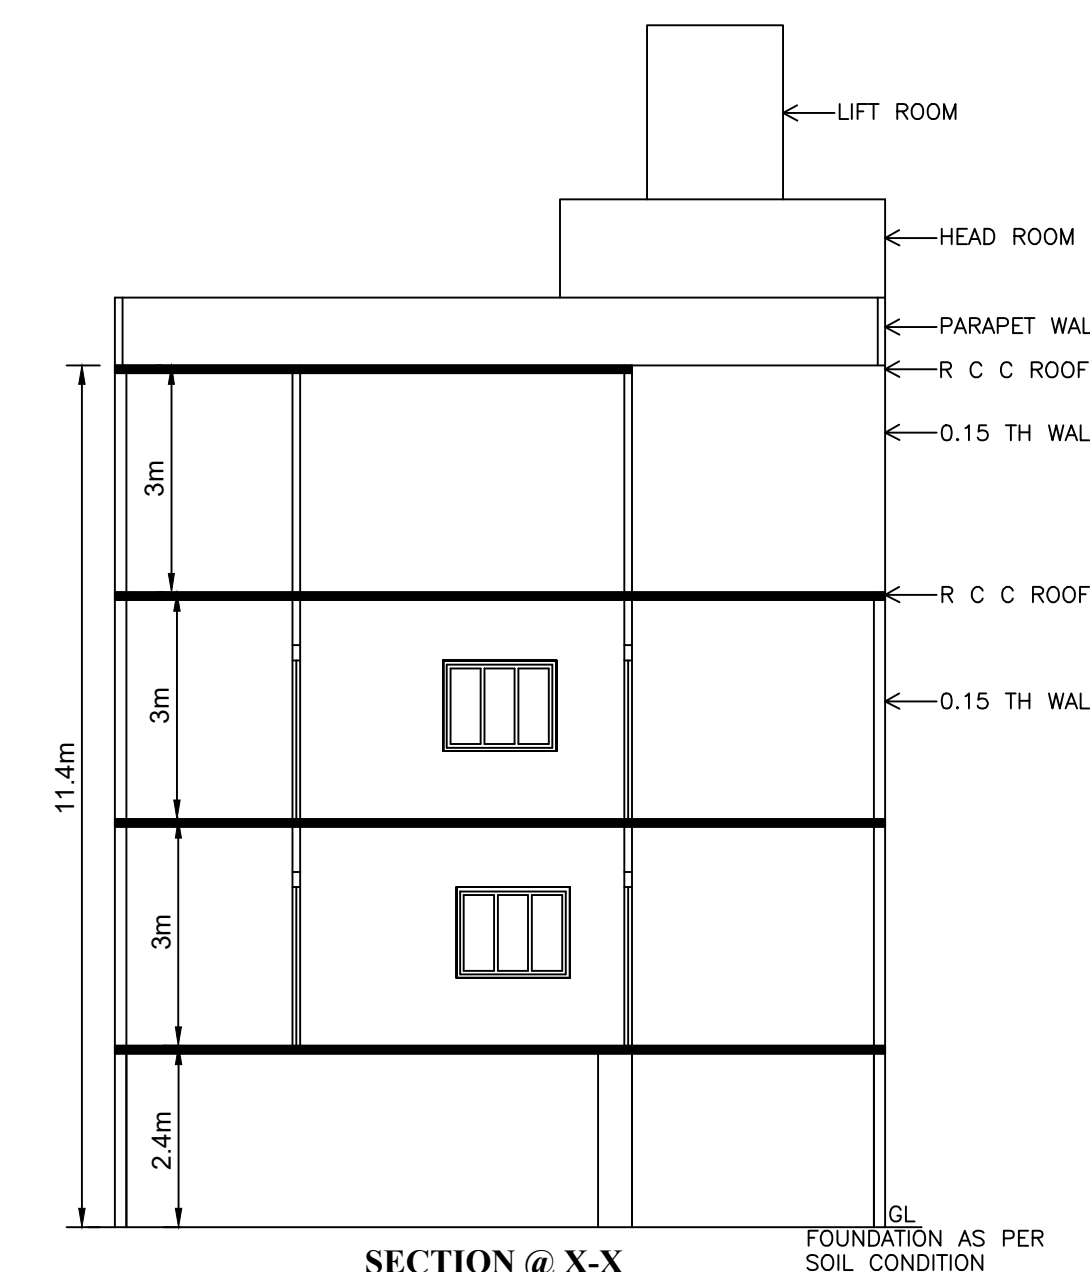 LIFT ROOM
HEAD ROOM
PARAPET WAL
R C C ROOF
0.15 TH WAL
3m
R C C ROOF
3m
0.15 TH WAL
11.4m
3m
2.4m
GL
FOUNDATION AS PER
SOIL CONDITION
SECTION @ X-X